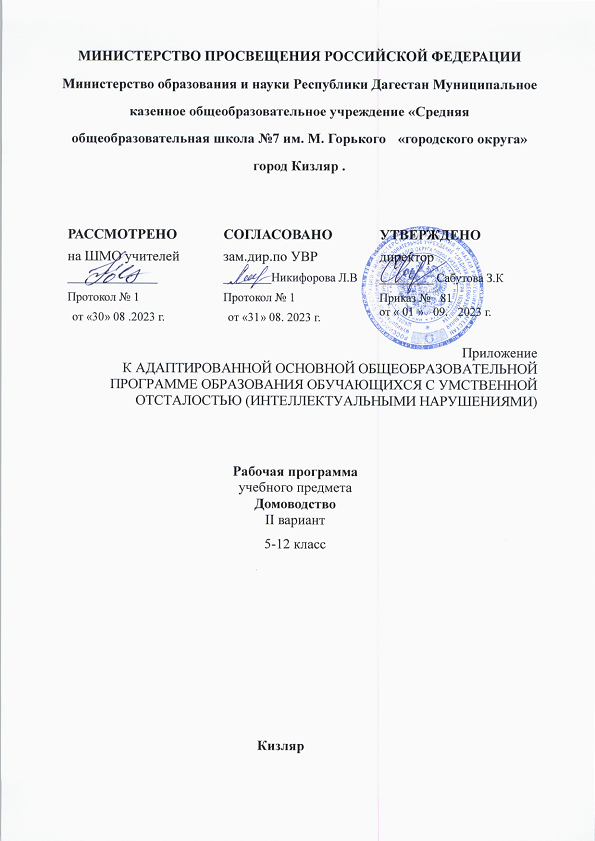 МИНИСТЕРСТВО ПРОСВЕЩЕНИЯ РОССИЙСКОЙ ФЕДЕРАЦИИ
Министерство образования и науки Республики Дагестан Муниципальное
казенное общеобразовательное учреждение «Средняя
общеобразовательная школа №7 им. М. Горького «городского округа»
город Кизляр .
РАССМОТРЕНО СОГЛАСОВАНО УТВЕРЖДЕНО
на ШМО учителей зам.дир.по УВР директор
Никифорова Л.В Сабутова З.К
Протокол № 1 Протокол № 1 Приказ № 81
от «30» 08 .2023 г. от «31» 08. 2023 г. от « 01 » 09. 2023 г.
Приложение
К АДАПТИРОВАННОЙ ОСНОВНОЙ ОБЩЕОБРАЗОВАТЕЛЬНОЙ
ПРОГРАММЕ ОБРАЗОВАНИЯ ОБУЧАЮЩИХСЯ С УМСТВЕННОЙ
ОТСТАЛОСТЬЮ (ИНТЕЛЛЕКТУАЛЬНЫМИ НАРУШЕНИЯМИ)
Рабочая программа
учебного предмета
Домоводство
II вариант
5-12 класс
Кизляр